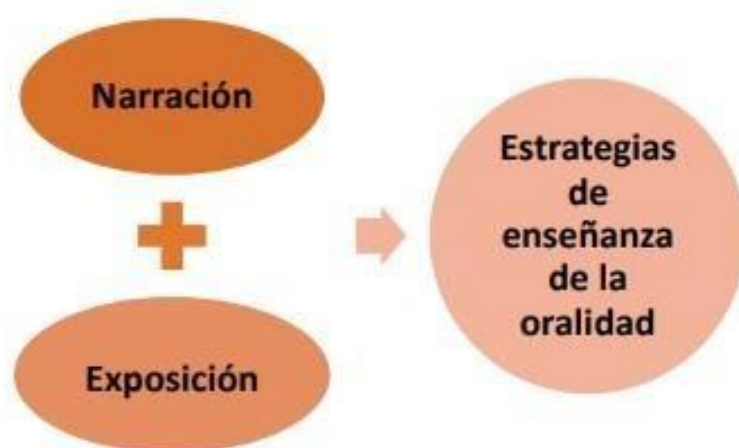 Narración
Exposición
Estrategias
de
enseñanza
de la
oralidad